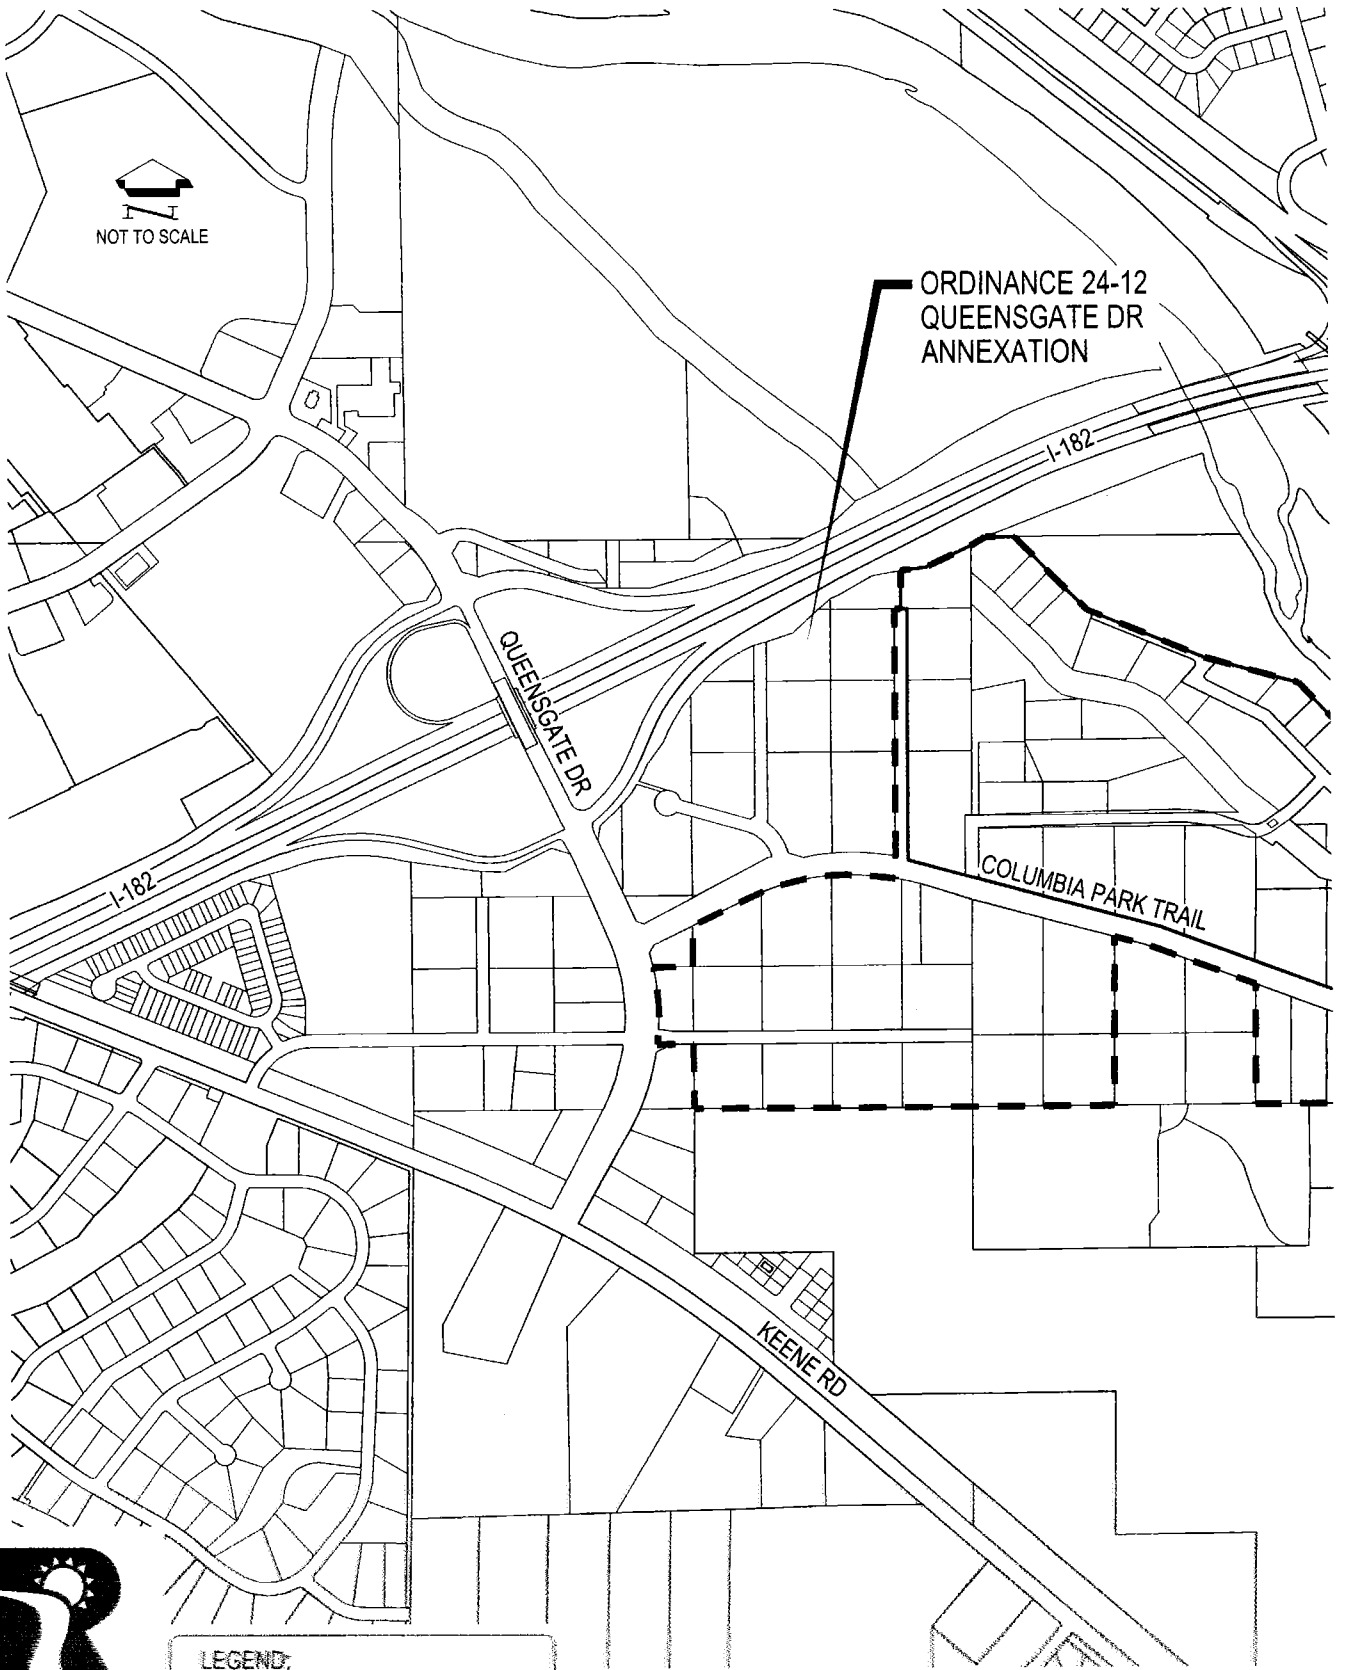 NOT TO SCALE
ORDINANCE 24-12
QUEENSGATE DR
ANNEXATION
I-182
QUEENSGATE DR
I-182
COLUMBIA PARK TRAIL
KEENE RD
LEGEND: